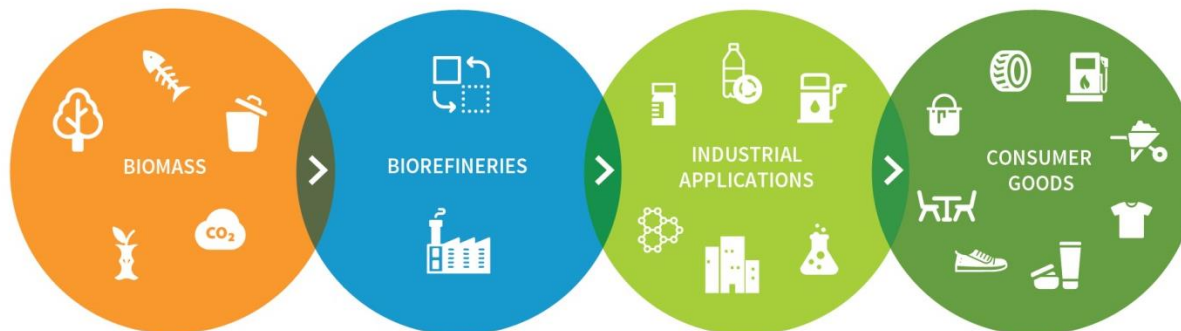 BIOMASS
CO₂
BIOREFINERIES
INDUSTRIAL
APPLICATIONS
CONSUMER
GOODS